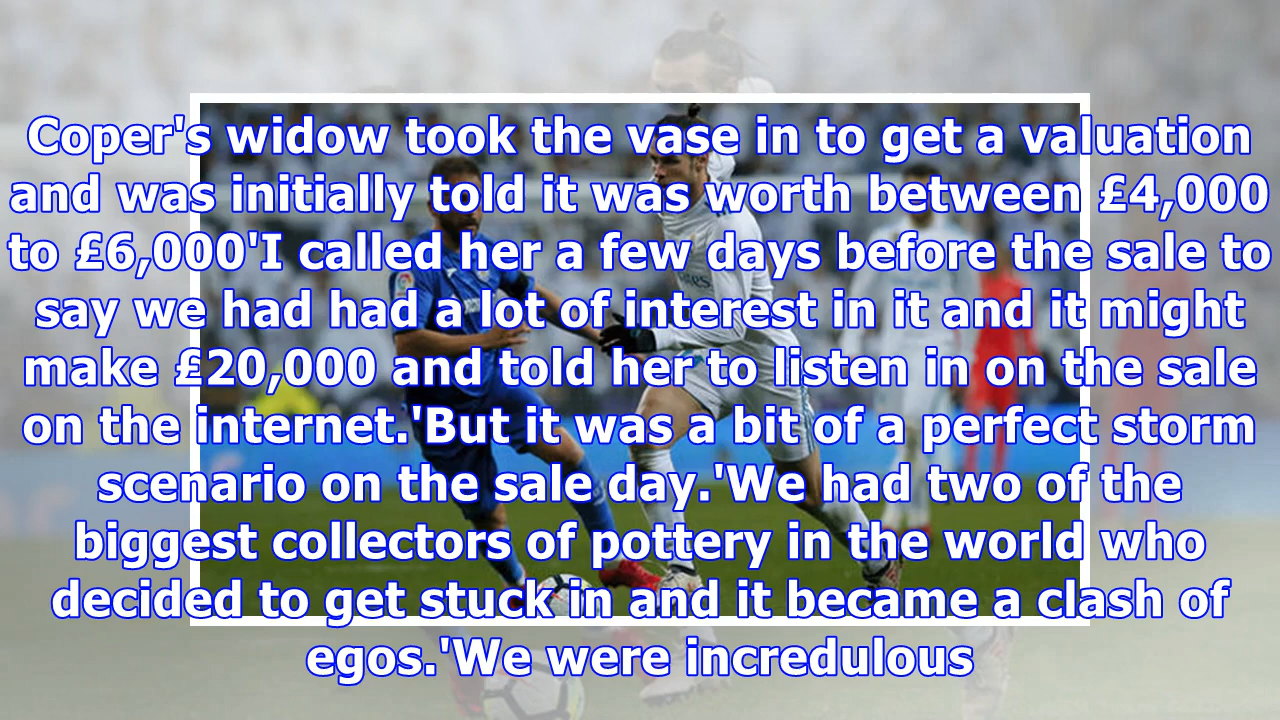 Coper's widow took the vase in to get a valuation
and was initially told it was worth between £4,000
to £6,000'I called her a few days before the sale to
say we had had a lot of interest in it and it might
make £20,000 and told her to listen in on the sale
on the internet.'But it was a bit of a perfect storm
scenario on the sale day.'We had two of the
biggest collectors of pottery in the world who
decided to get stuck in and it became a clash of
egos.'We were incredulous